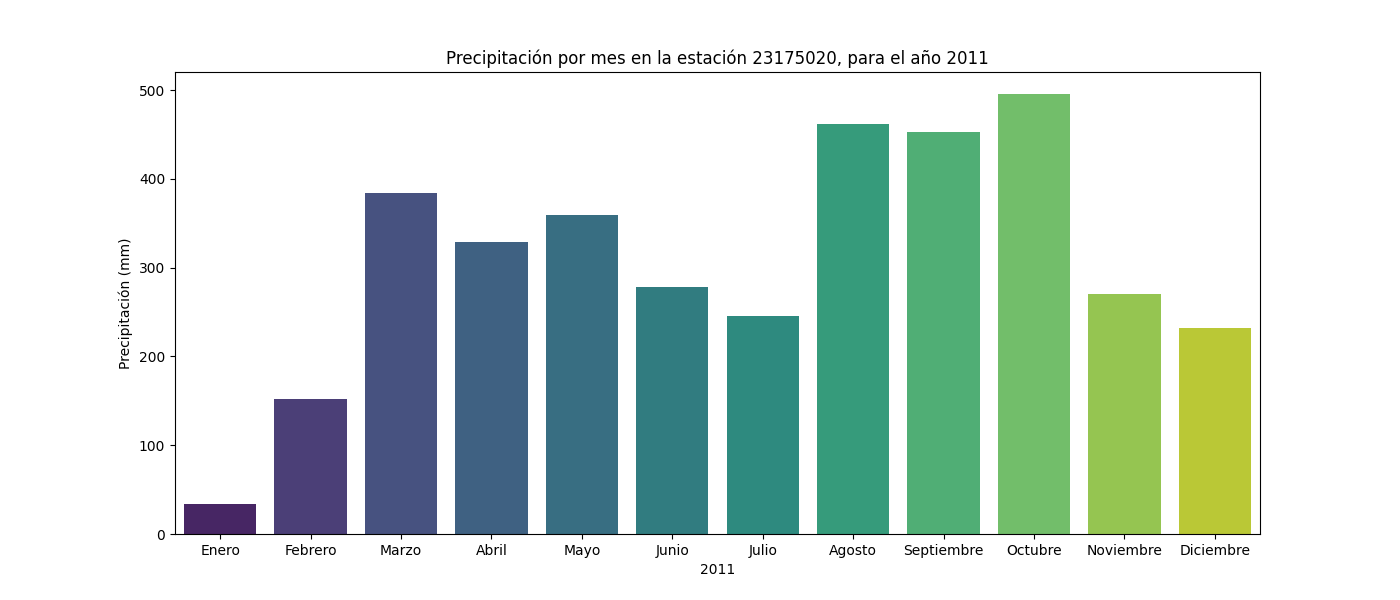 Precipitación por mes en la estación 23175020, para el año 2011
Precipitación (mm)
500
400
300
200
100
0
Enero Febrero Marzo Abril Mayo Junio Julio Agosto Septiembre Octubre Noviembre Diciembre
2011